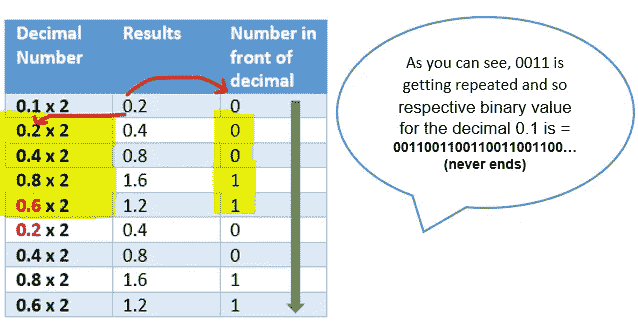 Decimal Number Results Number in front of decimal
0.1 x 2 0.2 0
0.2 x 2 0.4 0
0.4 x 2 0.8 0
0.8 x 2 1.6 1
0.6 x 2 1.2 1
0.2 x 2 0.4 0
0.4 x 2 0.8 0
0.8 x 2 1.6 1
0.6 x 2 1.2 1
As you can see, 0011 is
getting repeated and so
respective binary value
for the decimal 0.1 is =
0011001100110011001100...
(never ends)